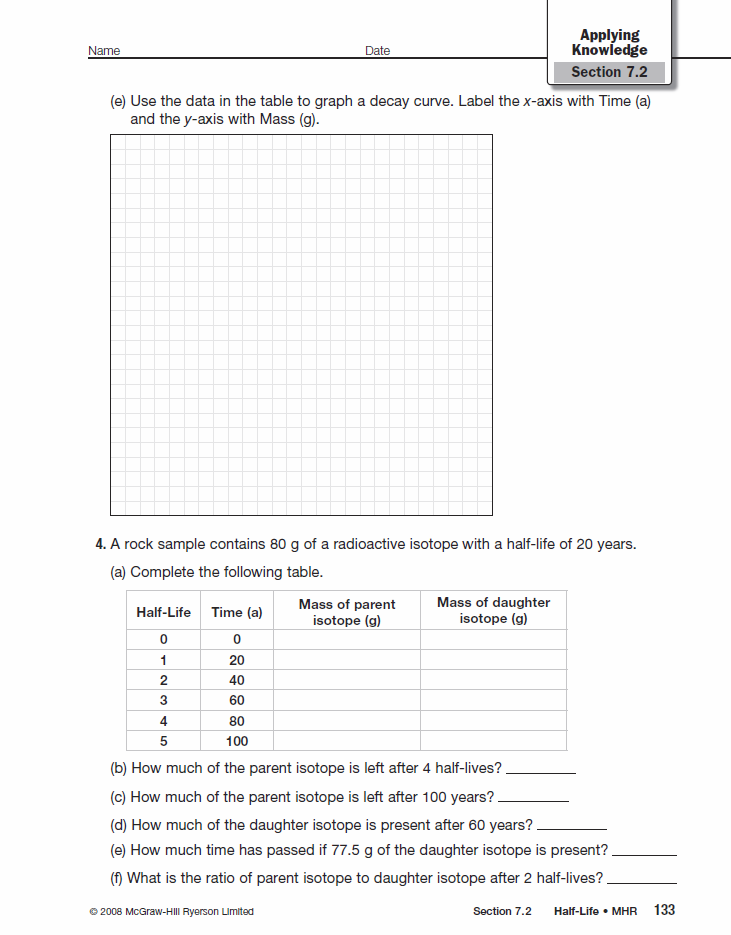 Applying
Knowledge
Section 7.2
Name Date
(e) Use the data in the table to graph a decay curve. Label the x-axis with Time (a)
and the y-axis with Mass (g).
4. A rock sample contains 80 g of a radioactive isotope with a half-life of 20 years.
(a) Complete the following table.
Half-Life Time (a) Mass of parent isotope (g) Mass of daughter isotope (g)
0 0
1 20
2 40
3 60
4 80
5 100
(b) How much of the parent isotope is left after 4 half-lives? ________
(c) How much of the parent isotope is left after 100 years? ________
(d) How much of the daughter isotope is present after 60 years? ________
(e) How much time has passed if 77.5 g of the daughter isotope is present? ________
(f) What is the ratio of parent isotope to daughter isotope after 2 half-lives? ________
© 2008 McGraw-Hill Ryerson Limited Section 7.2 Half-Life • MHR 133